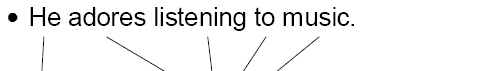 • He adores listening to music.